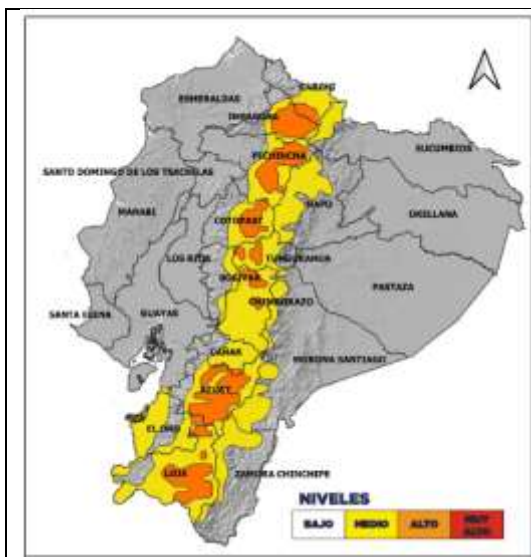 CARCHI
ESMERALDAS
IMBABURA
PICHINCHA
SUCUMBIOS
SANTO DOMINGO DE LOS TSACHILAS
NAPO
ORELLANA
MANABI
COTOPAXI
LOS RIOS
TUNGURAHUA
BOLIVAR
PASTAZA
CHIMBORAZO
SANTA ELENA
GUAYAS
CAÑAR
MORONA SANTIAGO
AZUAY
EL ORO
LOJA
ZAMORA CHINCHIPE
NIVELES
BAJO MEDIO ALTO MUY
ALTO